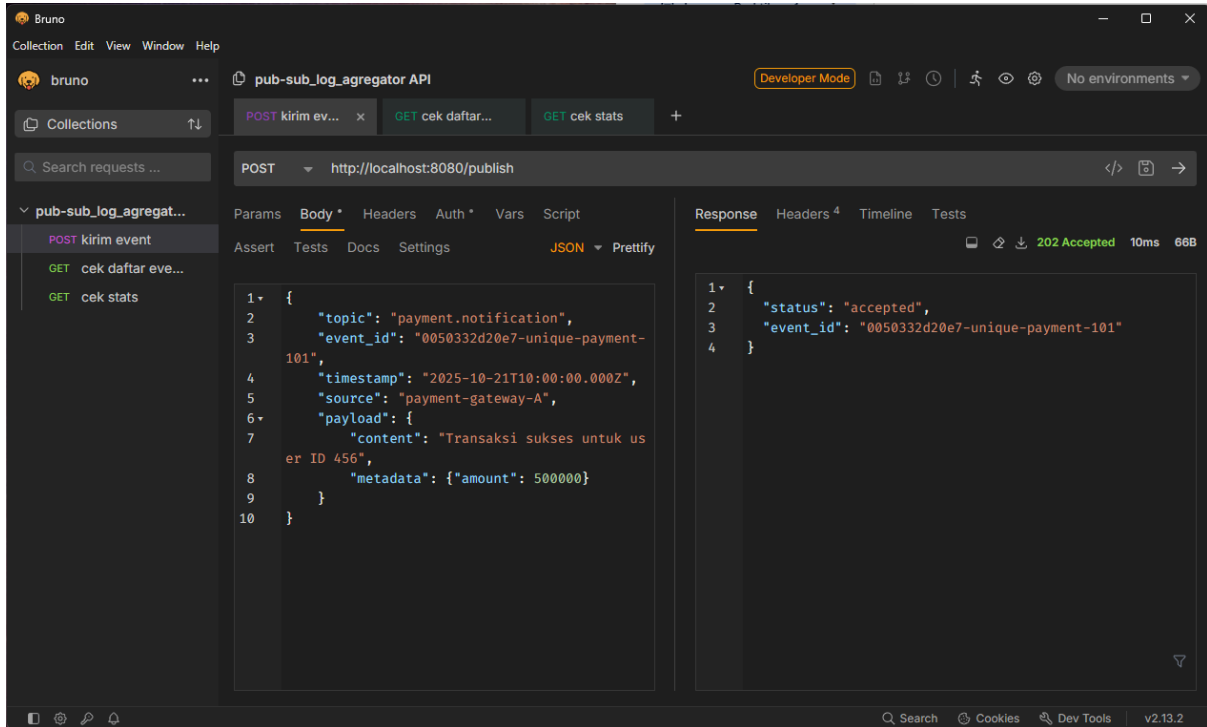 Bruno
Collection Edit View Window Help
bruno
pub-sub_log_agregator API
Developer Mode
No environments
Collections
POST kirim ev...
GET cek daftar...
GET cek stats
Search requests ...
POST
http://localhost:8080/publish
pub-sub_log_agregat...
POST kirim event
GET cek daftar eve...
GET cek stats
Params Body Headers Auth Vars Script
Assert Tests Docs Settings JSON Prettify
1 {
2 "topic": "payment.notification",
3 "event_id": "0050332d20e7-unique-payment-
101",
4 "timestamp": "2025-10-21T10:00:00.000Z",
5 "source": "payment-gateway-A",
6 "payload": {
7 "content": "Transaksi sukses untuk us
er ID 456",
8 "metadata": {"amount": 500000}
9 }
10 }
Response Headers 4 Timeline Tests
202 Accepted 10ms 66B
1 {
2 "status": "accepted",
3 "event_id": "0050332d20e7-unique-payment-101"
4 }
Search Cookies Dev Tools v2.13.2